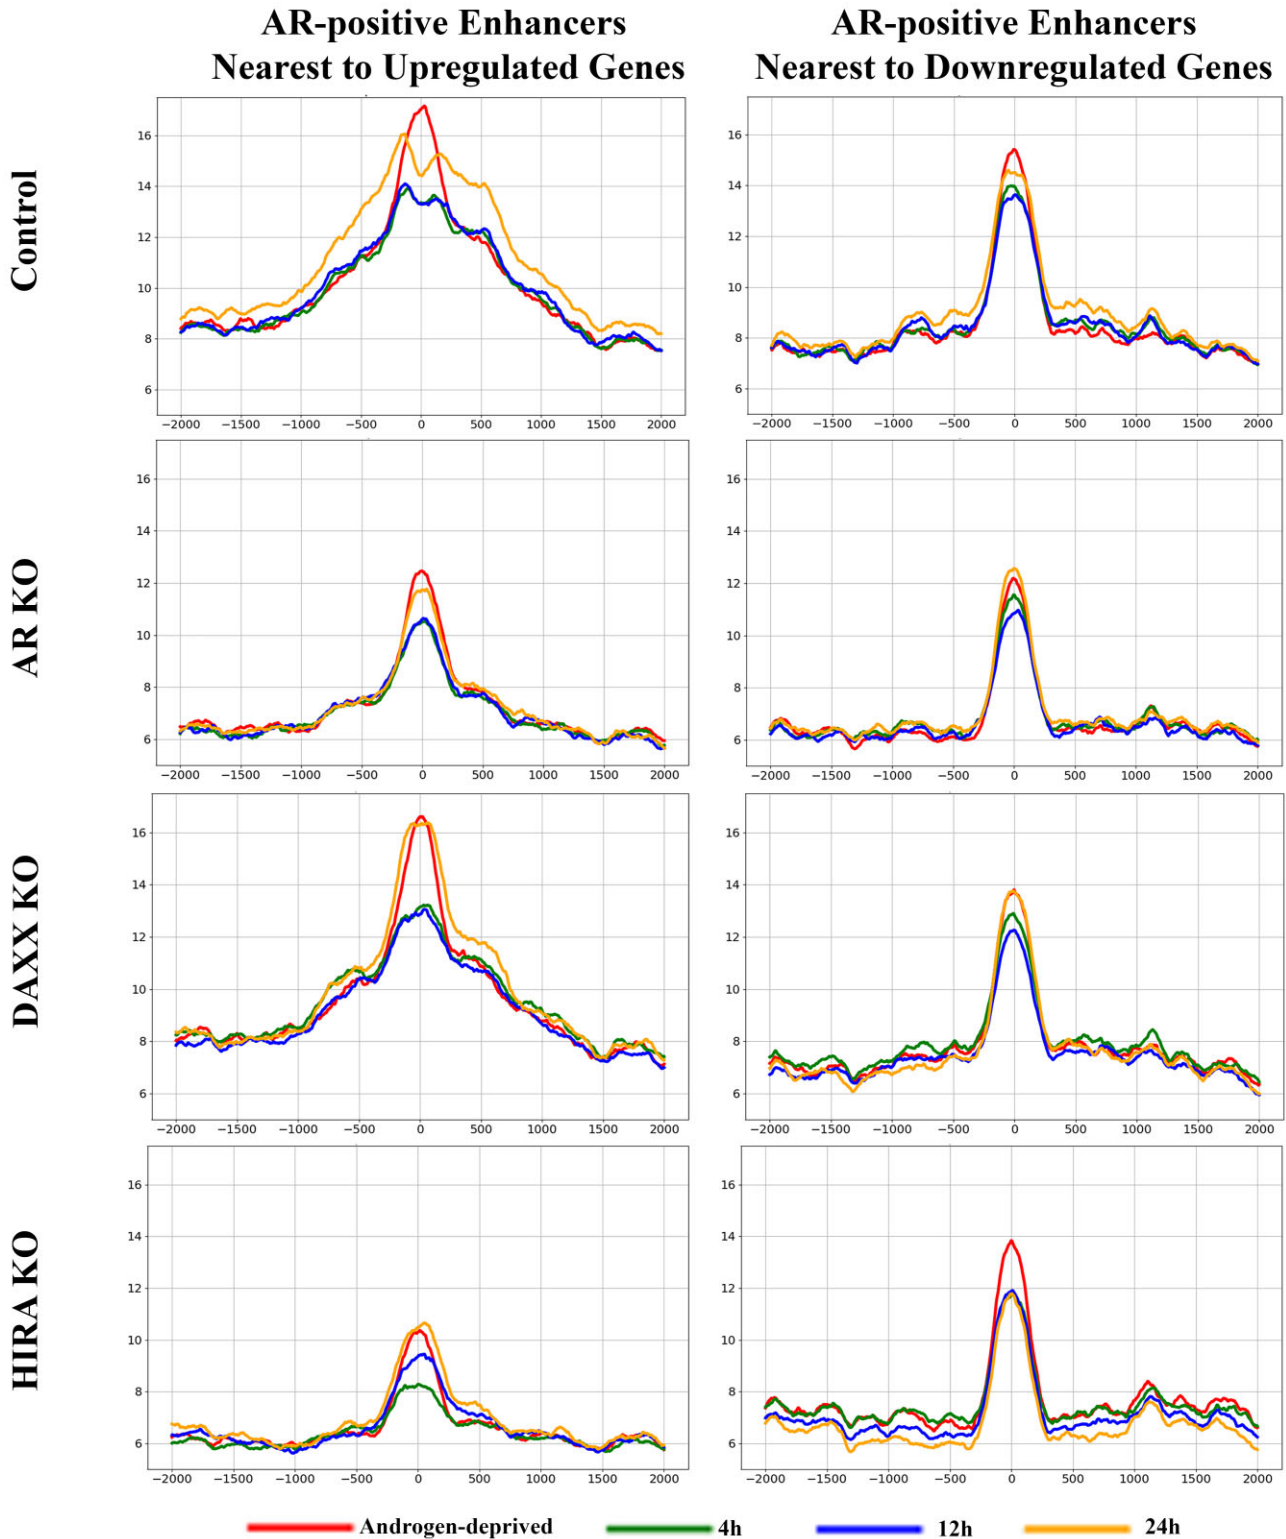 AR-positive Enhancers
Nearest to Upregulated Genes
AR-positive Enhancers
Nearest to Downregulated Genes
Control
16
14
12
10
8
6
−2000 −1500 −1000 −500 0 500 1000 1500 2000
16
14
12
10
8
6
−2000 −1500 −1000 −500 0 500 1000 1500 2000
AR KO
16
14
12
10
8
6
−2000 −1500 −1000 −500 0 500 1000 1500 2000
16
14
12
10
8
6
−2000 −1500 −1000 −500 0 500 1000 1500 2000
DAXX KO
16
14
12
10
8
6
−2000 −1500 −1000 −500 0 500 1000 1500 2000
16
14
12
10
8
6
−2000 −1500 −1000 −500 0 500 1000 1500 2000
HIRA KO
16
14
12
10
8
6
−2000 −1500 −1000 −500 0 500 1000 1500 2000
16
14
12
10
8
6
−2000 −1500 −1000 −500 0 500 1000 1500 2000
Androgen-deprived 4h 12h 24h